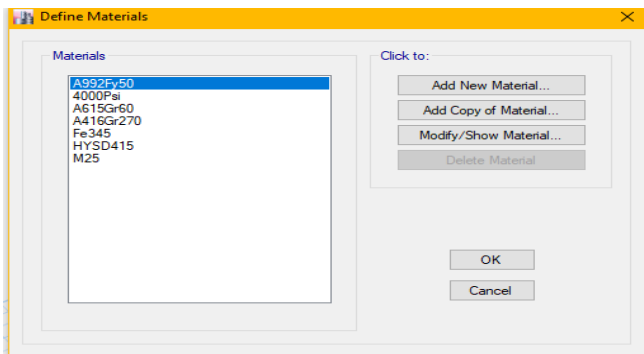 Define Materials
Materials
A992Fy50
4000Psi
A615Gr60
A416Gr270
Fe345
HYSD415
M25
Click to:
Add New Material...
Add Copy of Material...
Modify/Show Material...
Delete Material
OK
Cancel